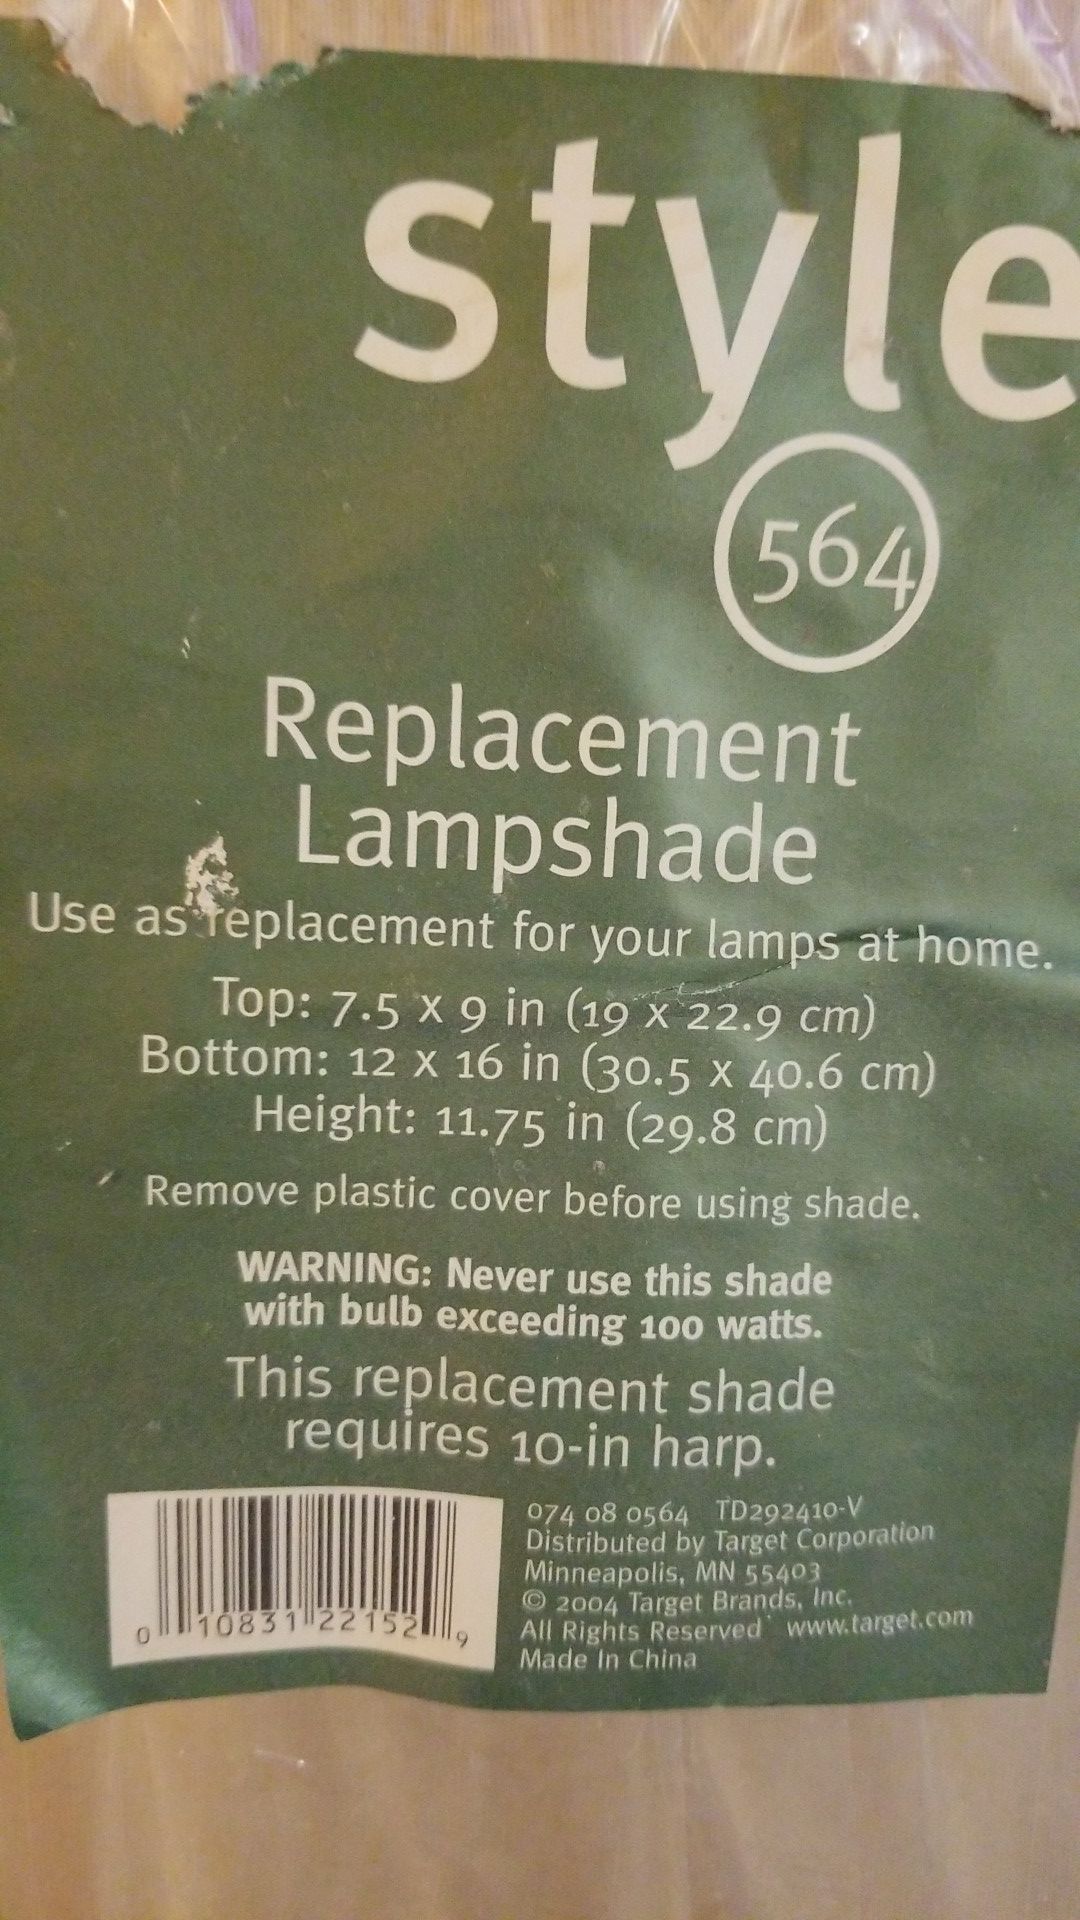 style
564
Replacement
Lampshade
Use as replacement for your lamps at home.
Top: 7.5 x 9 in (19 x 22.9 cm)
Bottom: 12 x 16 in (30.5 x 40.6 cm)
Height: 11.75 in (29.8 cm)
Remove plastic cover before using shade.
WARNING: Never use this shade
with bulb exceeding 100 watts.
This replacement shade
requires 10-in harp.
074 08 0564 TD292410-V
Distributed by Target Corporation
Minneapolis, MN 55403
© 2004 Target Brands, Inc.
All Rights Reserved www.target.com
Made In China
0 10831 22152 9